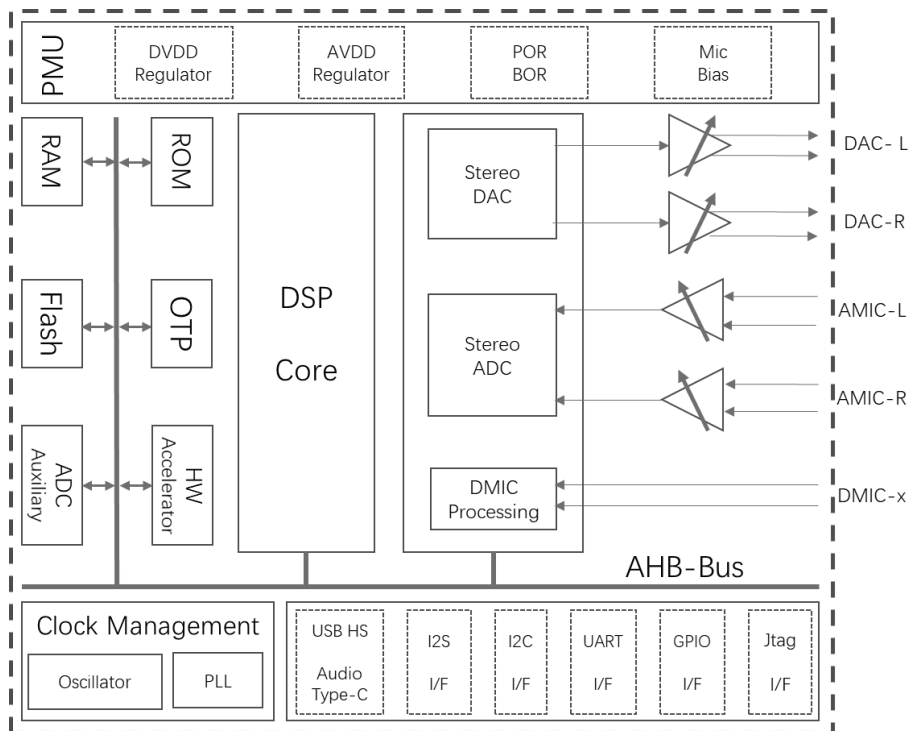 PMU
DVDD
Regulator
AVDD
Regulator
POR
BOR
Mic
Bias
RAM
ROM
Flash
OTP
ADC
Auxiliary
HW
Accelerator
DSP
Core
Stereo
DAC
Stereo
ADC
DMIC
Processing
DAC- L
DAC-R
AMIC-L
AMIC-R
DMIC-x
AHB-Bus
Clock Management
Oscillator
PLL
USB HS
Audio
Type-C
I2S
I/F
I2C
I/F
UART
I/F
GPIO
I/F
Jtag
I/F